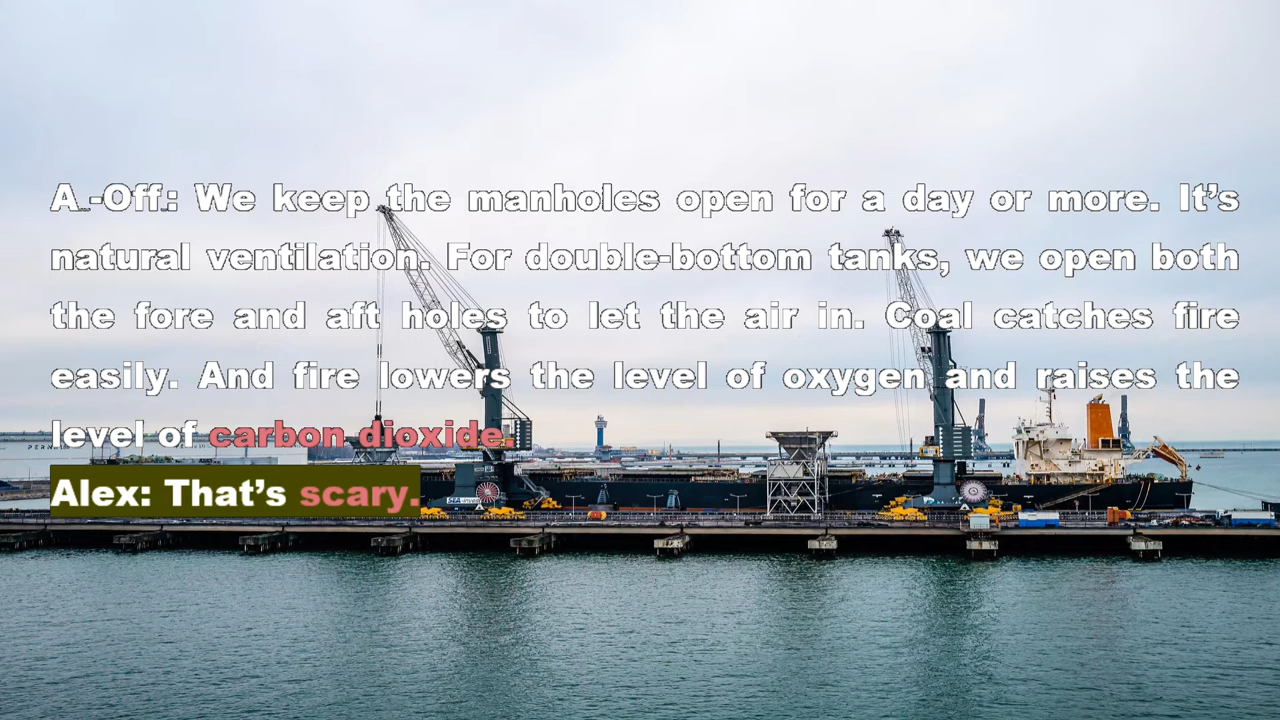 A.-Off.: We keep the manholes open for a day or more. It’s
natural ventilation. For double-bottom tanks, we open both
the fore and aft holes to let the air in. Coal catches fire
easily. And fire lowers the level of oxygen and raises the
level of carbon dioxide.
Alex: That’s scary.
SEA-invest